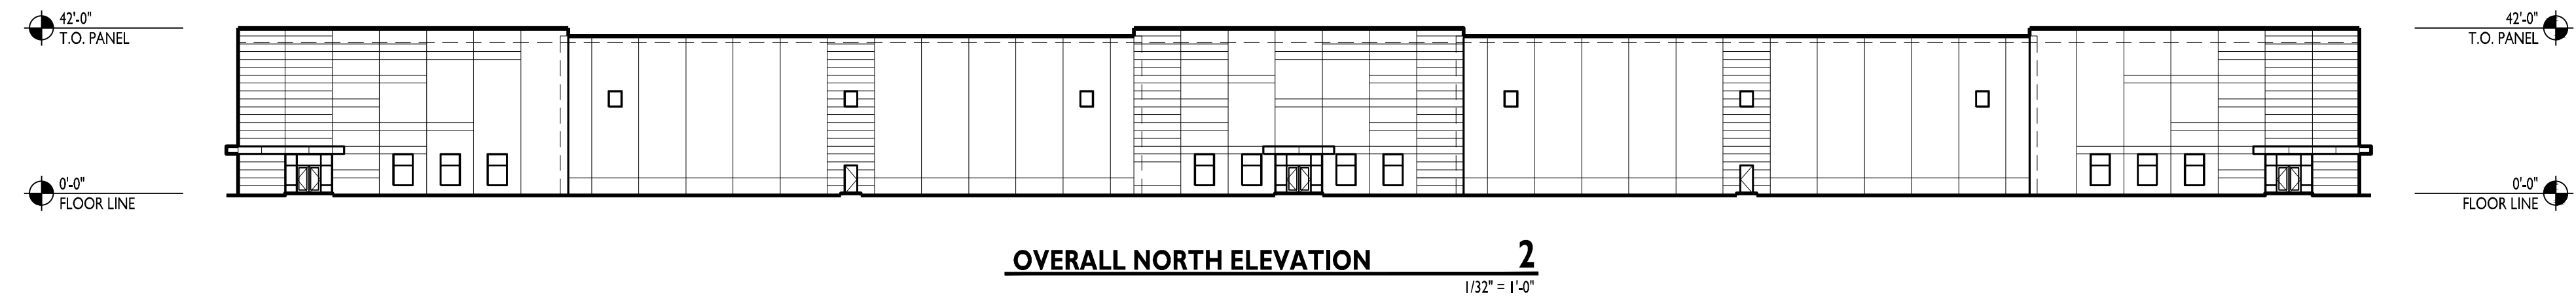 42'-0"
T.O. PANEL
42'-0"
T.O. PANEL
0'-0"
FLOOR LINE
0'-0"
FLOOR LINE
OVERALL NORTH ELEVATION 2
1/32" = 1'-0"